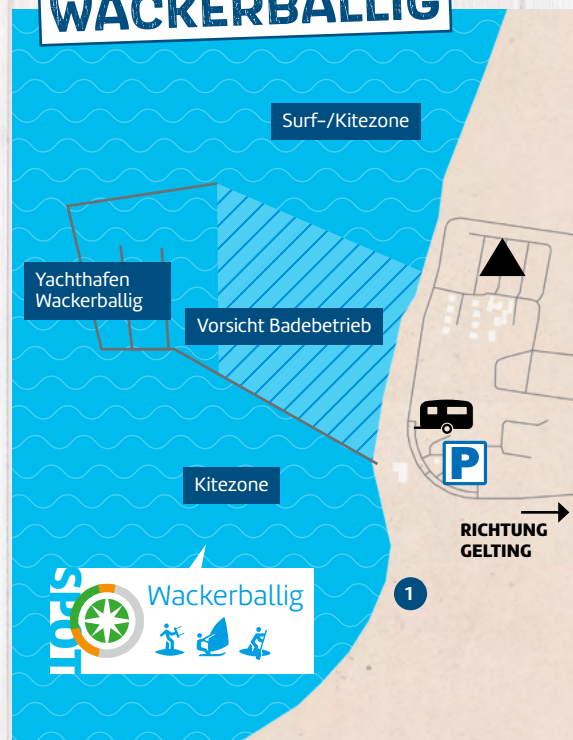 WACKERBALLIG
Surf-/Kitezone
Yachthafen
Wackerballig
Vorsicht Badebetrieb
Kitezone
P
RICHTUNG
GELTING
SPOT
Wackerballig
1